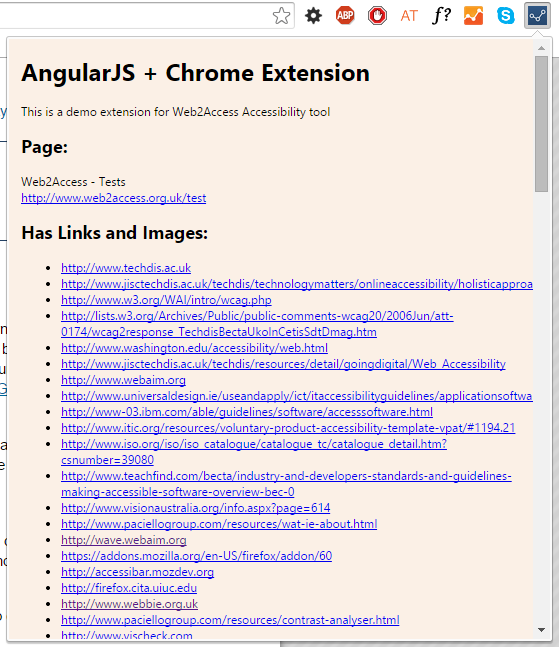 ABP
AT
f?
AngularJS + Chrome Extension
This is a demo extension for Web2Access Accessibility tool
Page:
Web2Access - Tests
http://www.web2access.org.uk/test
Has Links and Images:
http://www.techdis.ac.uk
http://www.jisctechdis.ac.uk/techdis/technologymatters/onlineaccessibility/holisticapproa
http://www.w3.org/WAI/intro/wcag.php
http://lists.w3.org/Archives/Public/public-comments-wcag20/2006Jun/att-
0174/wcag2response_TechdisBectaUkolnCetisSdtDmag.htm
http://www.washington.edu/accessibility/web.html
http://www.jisctechdis.ac.uk/techdis/resources/detail/goingdigital/Web_Accessibility
http://www.webaim.org
http://www.universaldesign.ie/useandapply/ict/itaccessibilityguidelines/applicationsoftwa
http://www-03.ibm.com/able/guidelines/software/accesssoftware.html
http://www.itic.org/resources/voluntary-product-accessibility-template-vpat/#1194.21
http://www.iso.org/iso/iso_catalogue/catalogue_tc/catalogue_detail.htm?
csnumber=39080
http://www.teachfind.com/becta/industry-and-developers-standards-and-guidelines-
making-accessible-software-overview-bec-0
http://www.visionaustralia.org/info.aspx?page=614
http://www.paciellogroup.com/resources/wat-ie-about.html
http://wave.webaim.org
https://addons.mozilla.org/en-US/firefox/addon/60
http://accessibar.mozdev.org
http://firefox.cita.uiuc.edu
http://www.webbie.org.uk
http://www.paciellogroup.com/resources/contrast-analyser.html
http://www.vischeck.com